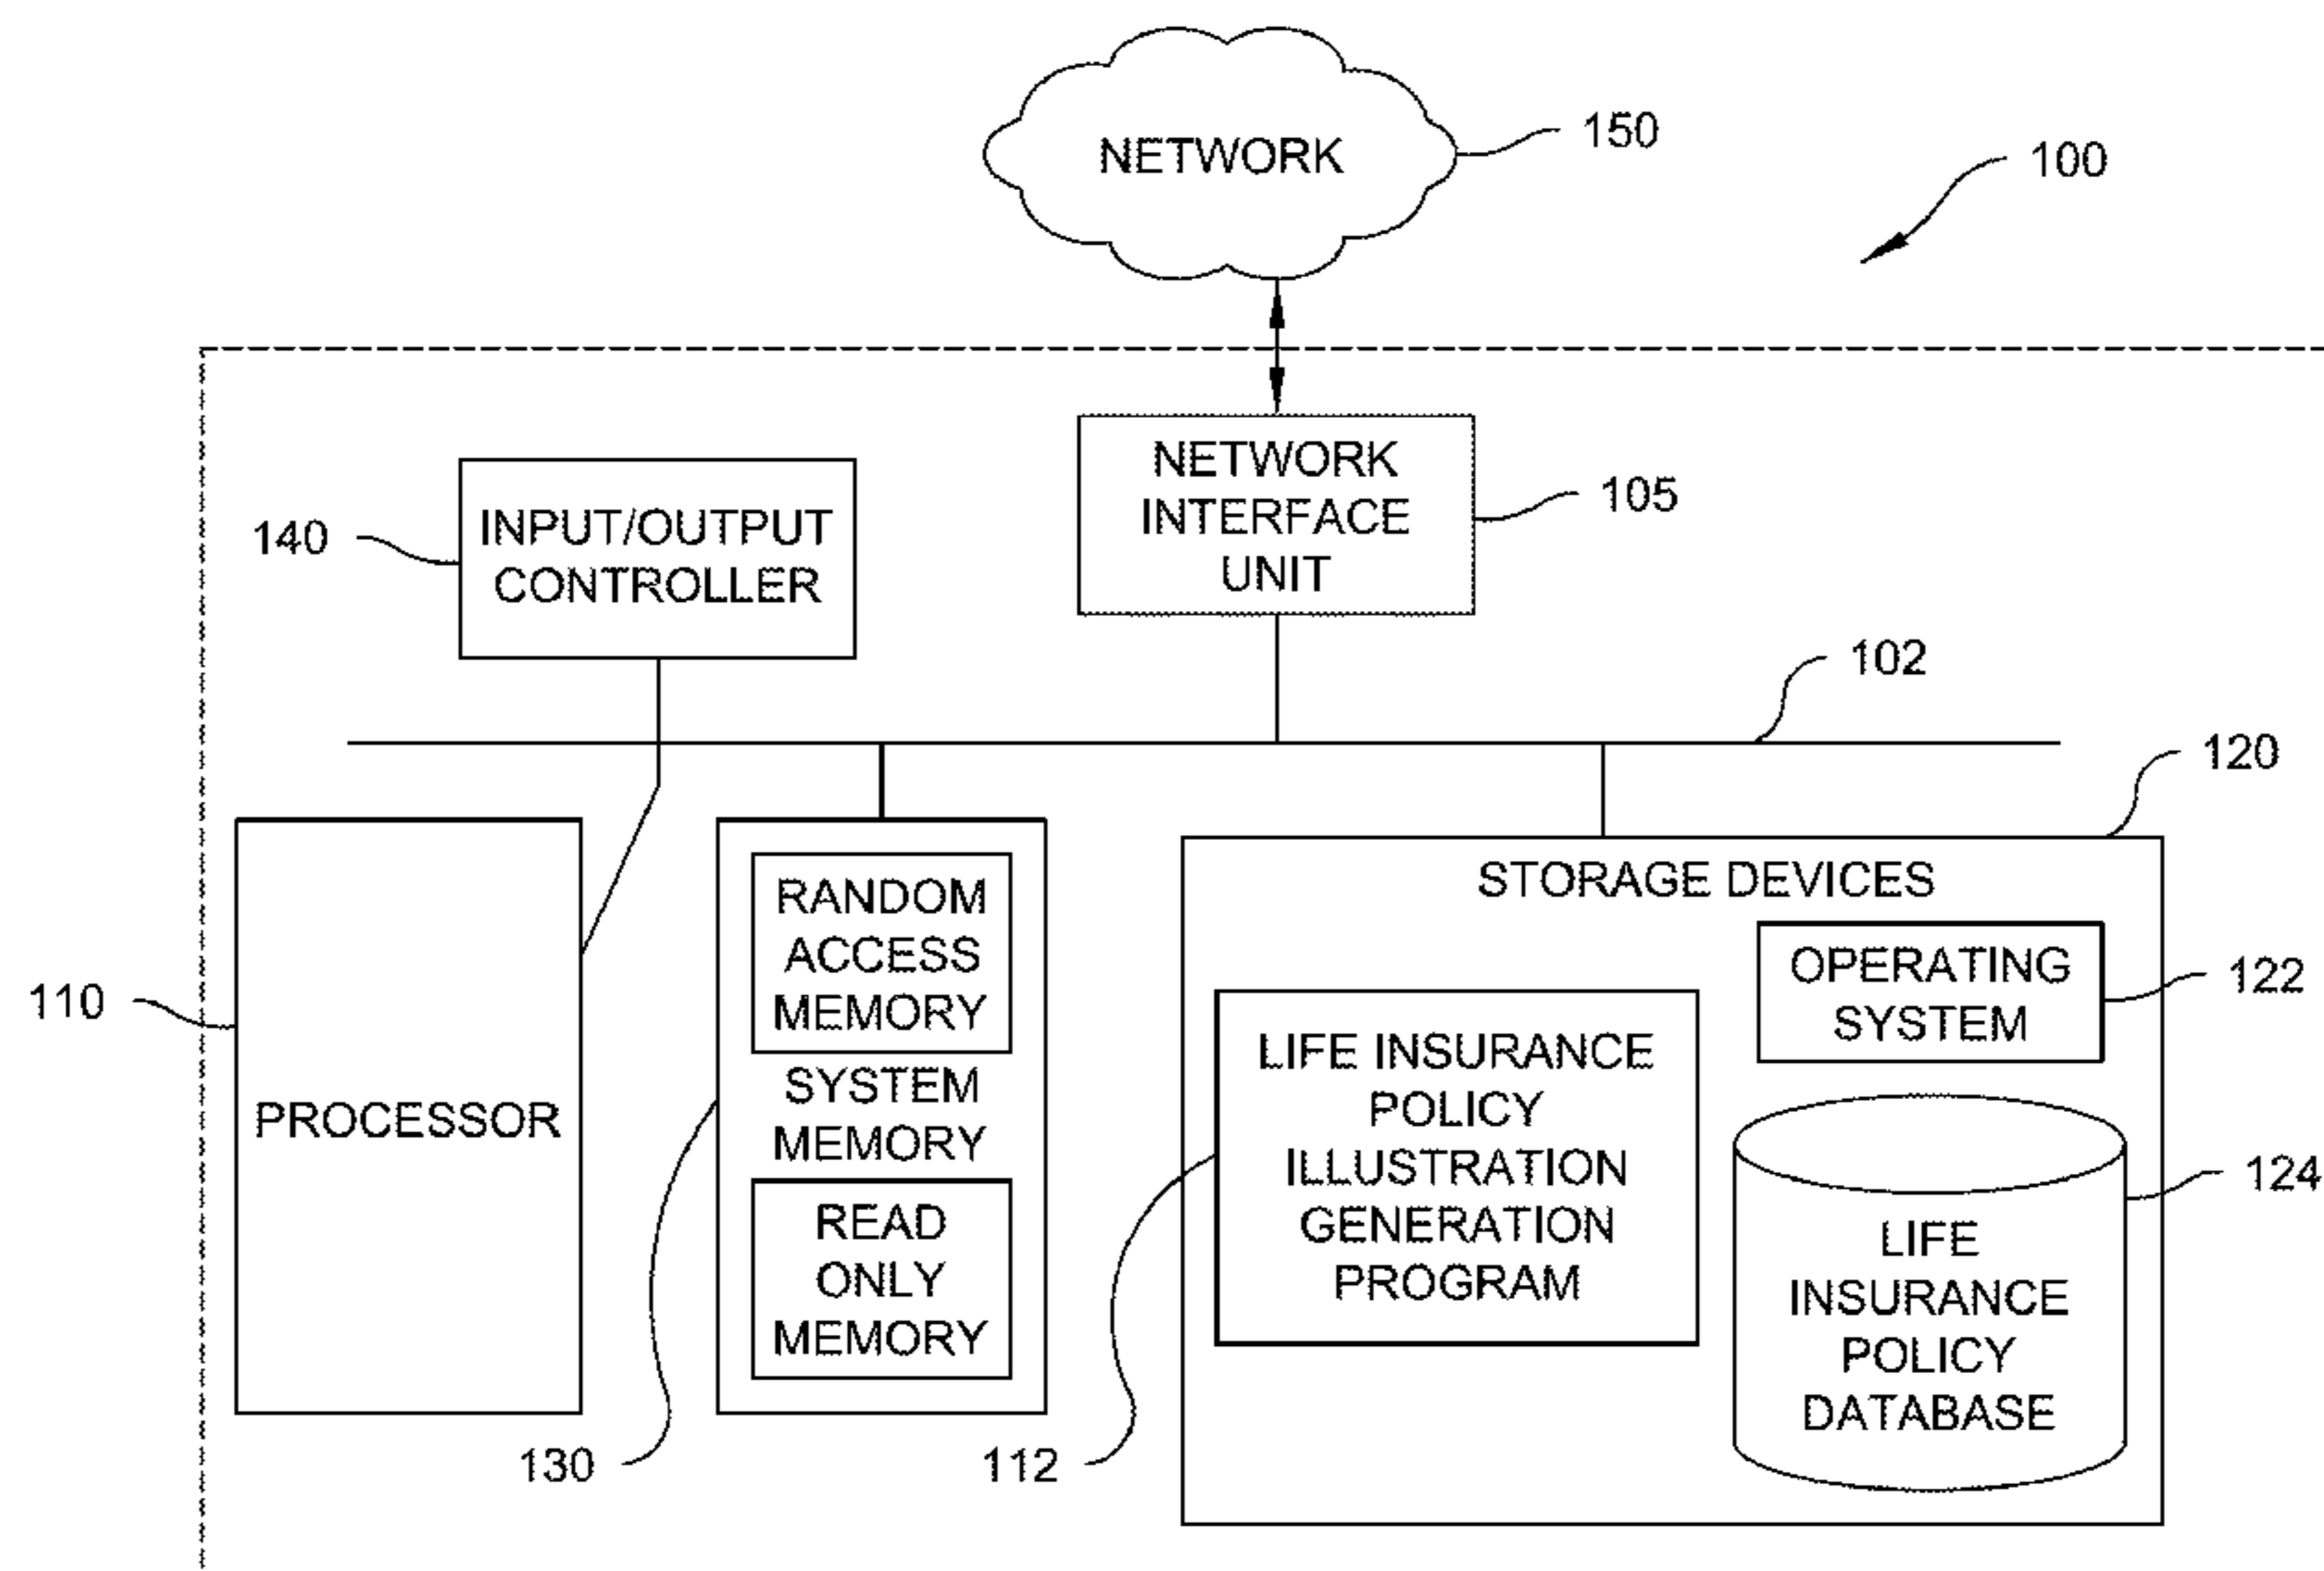 NETWORK
150
100
NETWORK
INTERFACE
UNIT
105
INPUT/OUTPUT
CONTROLLER
140
102
120
PROCESSOR
110
RANDOM
ACCESS
MEMORY
SYSTEM
MEMORY
READ
ONLY
MEMORY
130
STORAGE DEVICES
OPERATING
SYSTEM
122
LIFE INSURANCE
POLICY
ILLUSTRATION
GENERATION
PROGRAM
112
LIFE
INSURANCE
POLICY
DATABASE
124